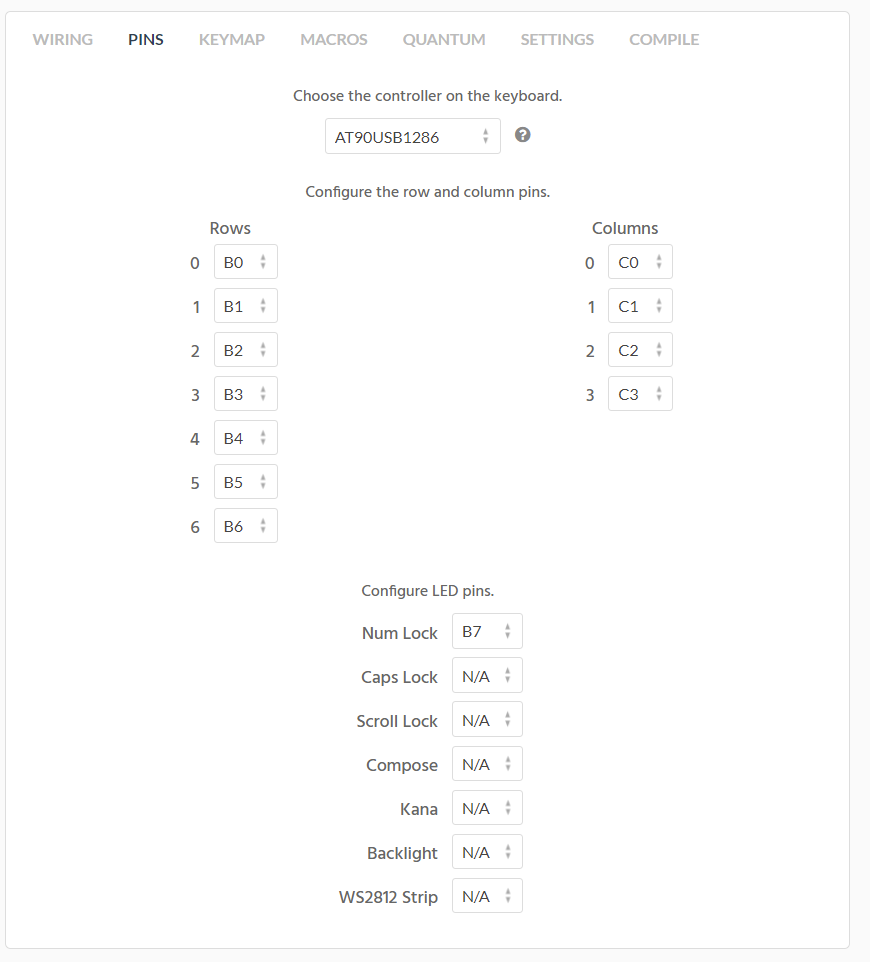 WIRING PINS KEYMAP MACROS QUANTUM SETTINGS COMPILE
Choose the controller on the keyboard.
AT90USB1286 ?
Configure the row and column pins.
Rows Columns
0 B0 0 C0
1 B1 1 C1
2 B2 2 C2
3 B3 3 C3
4 B4
5 B5
6 B6
Configure LED pins.
Num Lock B7
Caps Lock N/A
Scroll Lock N/A
Compose N/A
Kana N/A
Backlight N/A
WS2812 Strip N/A